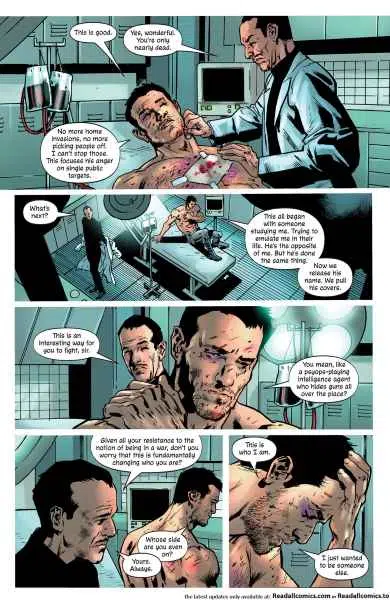 This is good.
Yes, wonderful.
You're only
nearly dead.
No more home
invasions, no more
picking people off.
I can't stop those.
This focuses his anger
on single public
targets.
What's
next?
This all began
with someone
studying me. Trying to
emulate me in their
life. He's the opposite
of me. But he's done
the same thing.
Now we
release his
name. We pull
his covers.
This is an
interesting way for
you to fight, sir.
You mean, like
a psyops-playing
intelligence agent
who hides guns all
over the place?
Given all your resistance to the
notion of being in a war, don't you
worry that this is fundamentally
changing who you are?
Whose side
are you even
on?
Yours.
Always.
This is
who I am.
I just wanted
to be someone
else.
the latest updates only available at: Readallcomics.com or Readallcomics.to